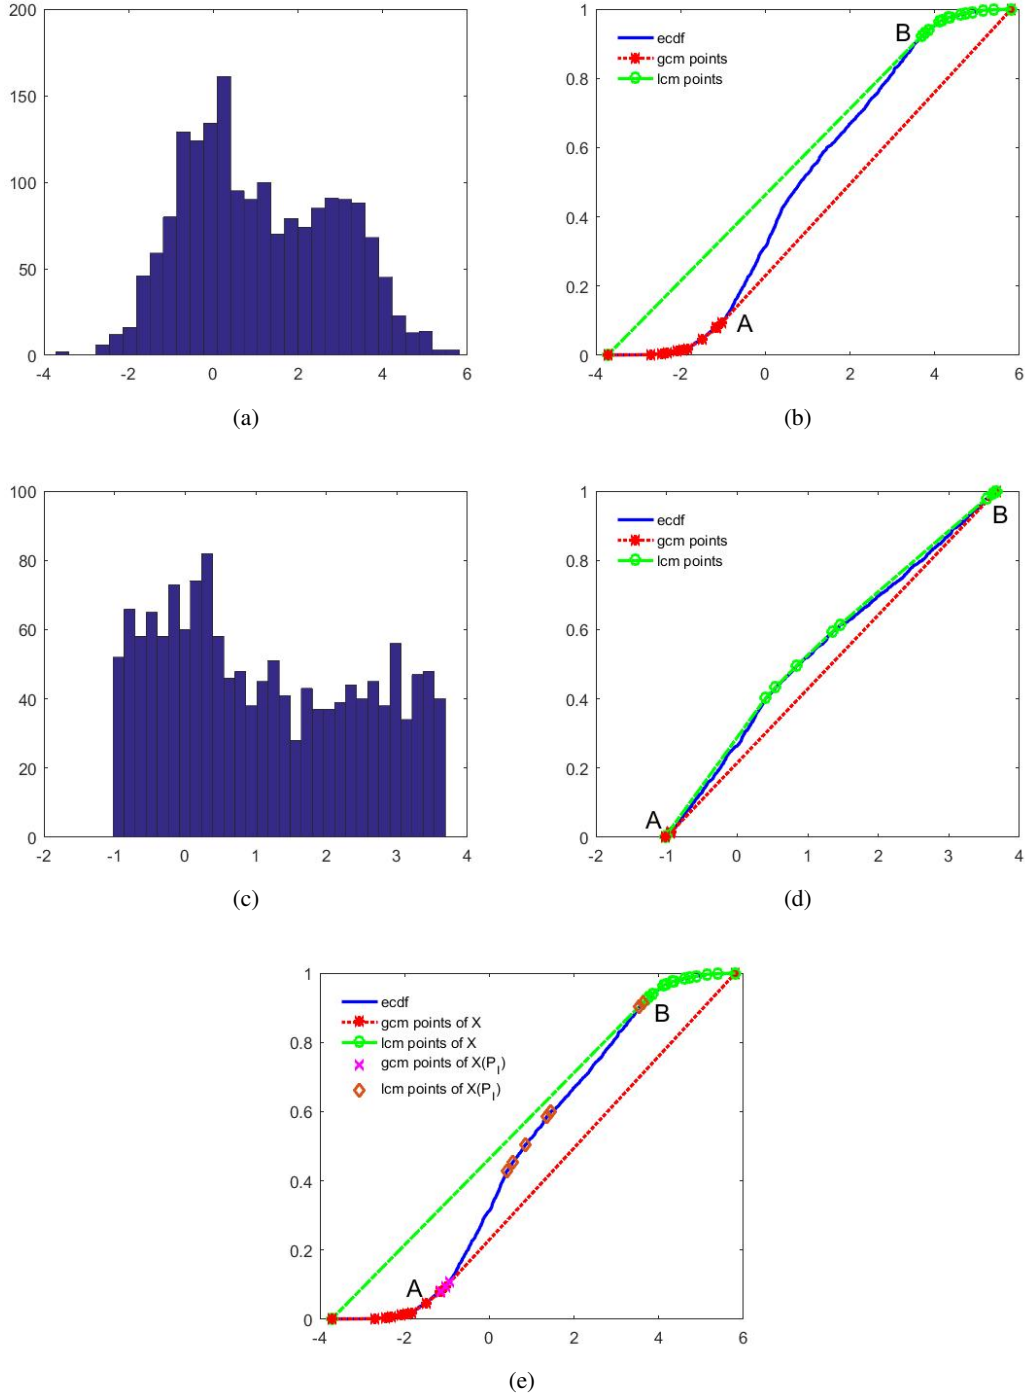 200
150
100
50
0
-4 -2 0 2 4 6
(a)
1
0.8
0.6
0.4
0.2
0
-4 -2 0 2 4 6
ecdf
gcm points
lcm points
B
A
(b)
100
80
60
40
20
0
-2 -1 0 1 2 3 4
(c)
1
0.8
0.6
0.4
0.2
0
-2 -1 0 1 2 3 4
ecdf
gcm points
lcm points
B
A
(d)
1
0.8
0.6
0.4
0.2
0
-4 -2 0 2 4 6
ecdf
gcm points of X
lcm points of X
gcm points of X(P_I)
lcm points of X(P_I)
B
A
(e)